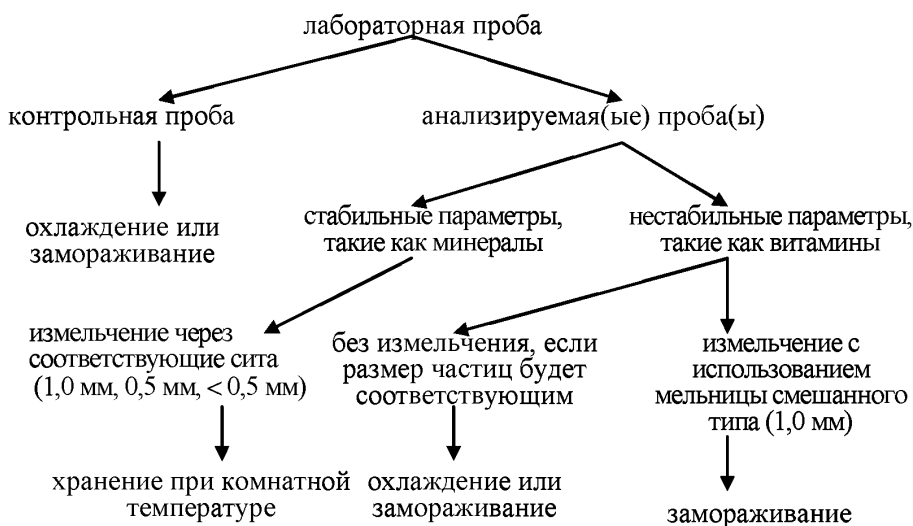 лабораторная проба
контрольная проба
анализируемая(ые) проба(ы)
охлаждение или
замораживание
стабильные параметры,
такие как минералы
нестабильные параметры,
такие как витамины
измельчение через
соответствующие сита
(1,0 мм, 0,5 мм, < 0,5 мм)
без измельчения, если
размер частиц будет
соответствующим
измельчение с
использованием
мельницы смешанного
типа (1,0 мм)
хранение при комнатной
температуре
охлаждение или
замораживание
замораживание